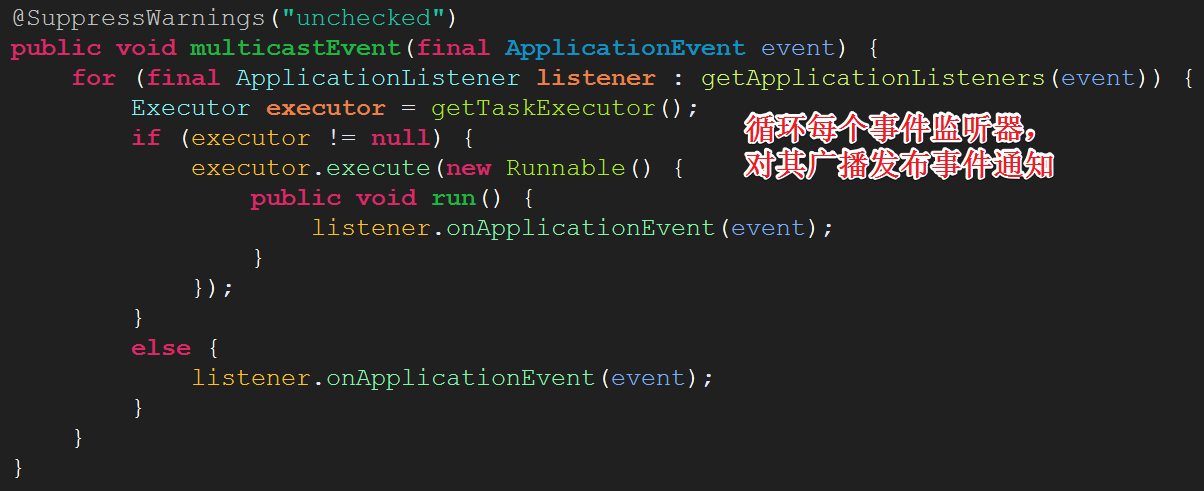 @SuppressWarnings("unchecked")
public void multicastEvent(final ApplicationEvent event) {
    for (final ApplicationListener listener : getApplicationListeners(event)) {
        Executor executor = getTaskExecutor();
        if (executor != null) {
            executor.execute(new Runnable() {
                public void run() {
                    listener.onApplicationEvent(event);
                }
            });
        }
        else {
            listener.onApplicationEvent(event);
        }
    }
}
循环每个事件监听器，
对其广播发布事件通知